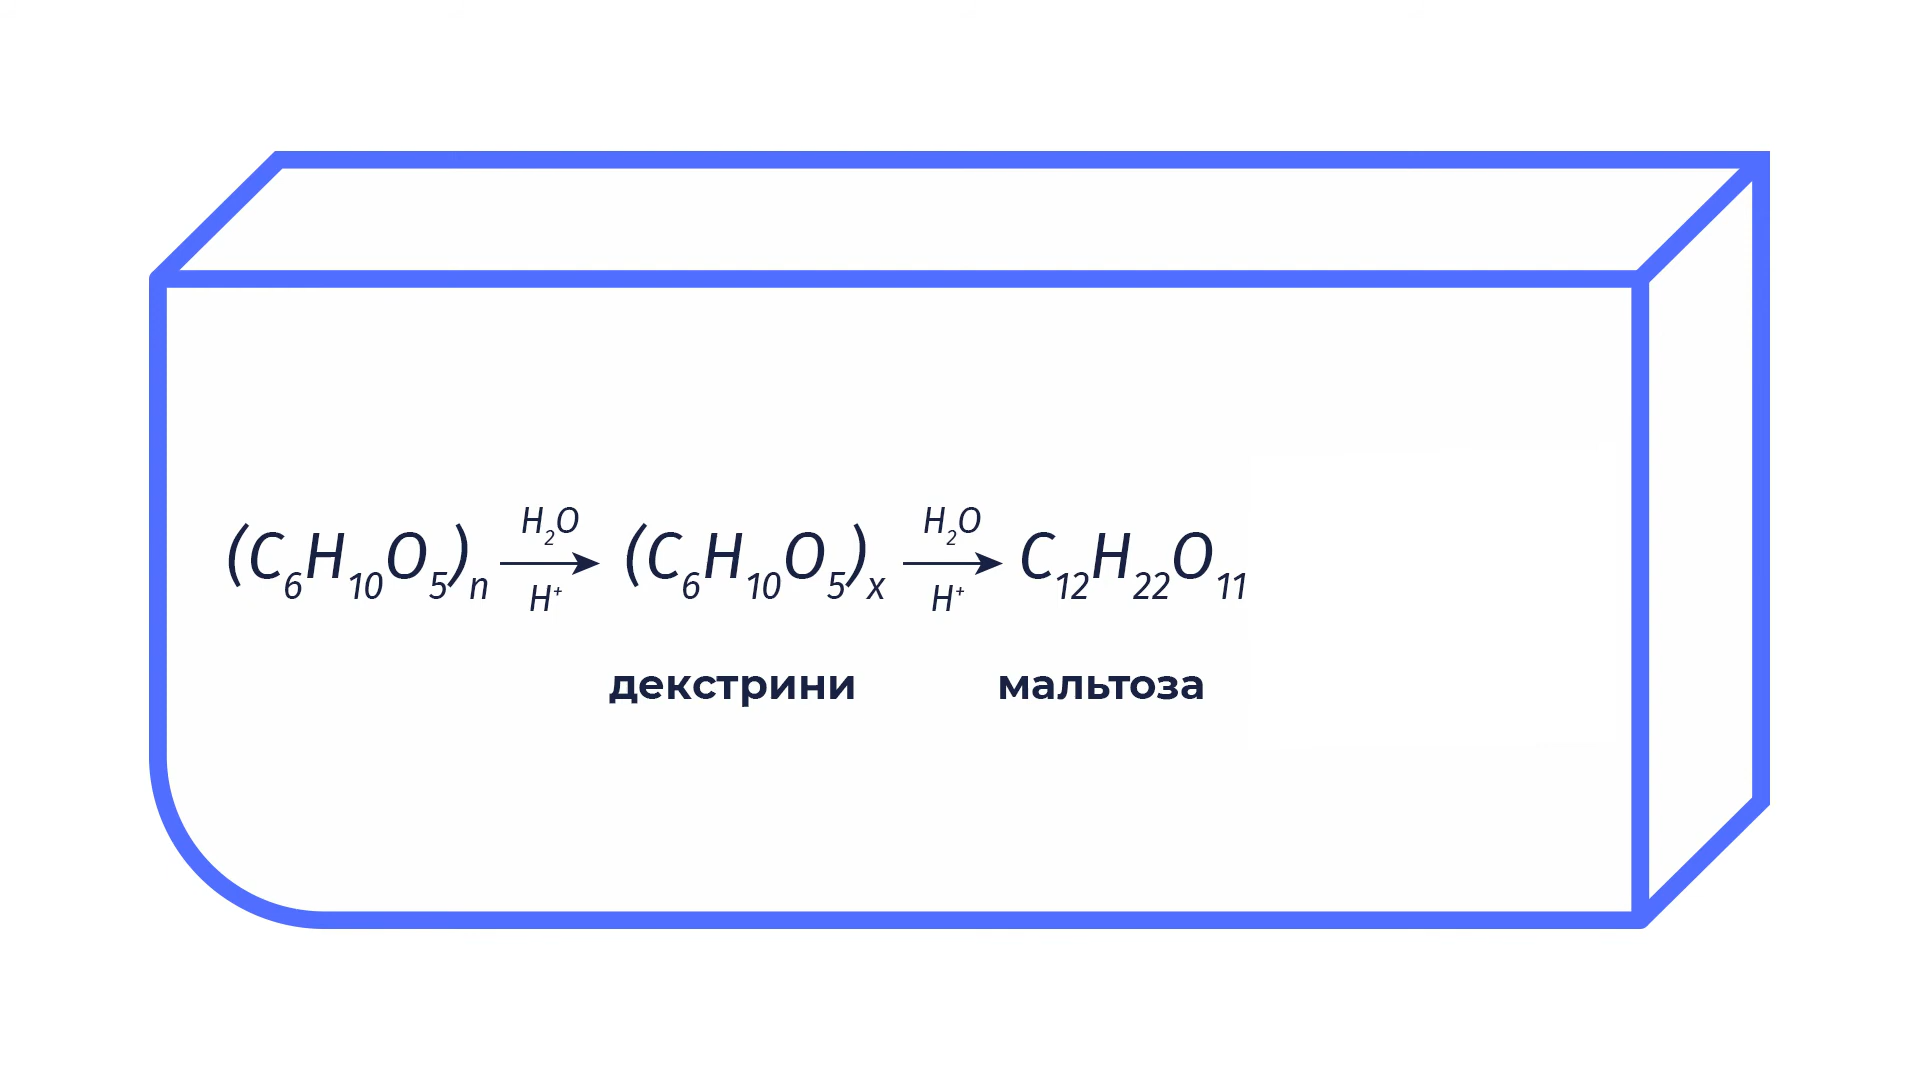 (C₆H₁₀O₅)ₙ H₂O H⁺ (C₆H₁₀O₅)ₓ H₂O H⁺ C₁₂H₂₂O₁₁
декстрини мальтоза